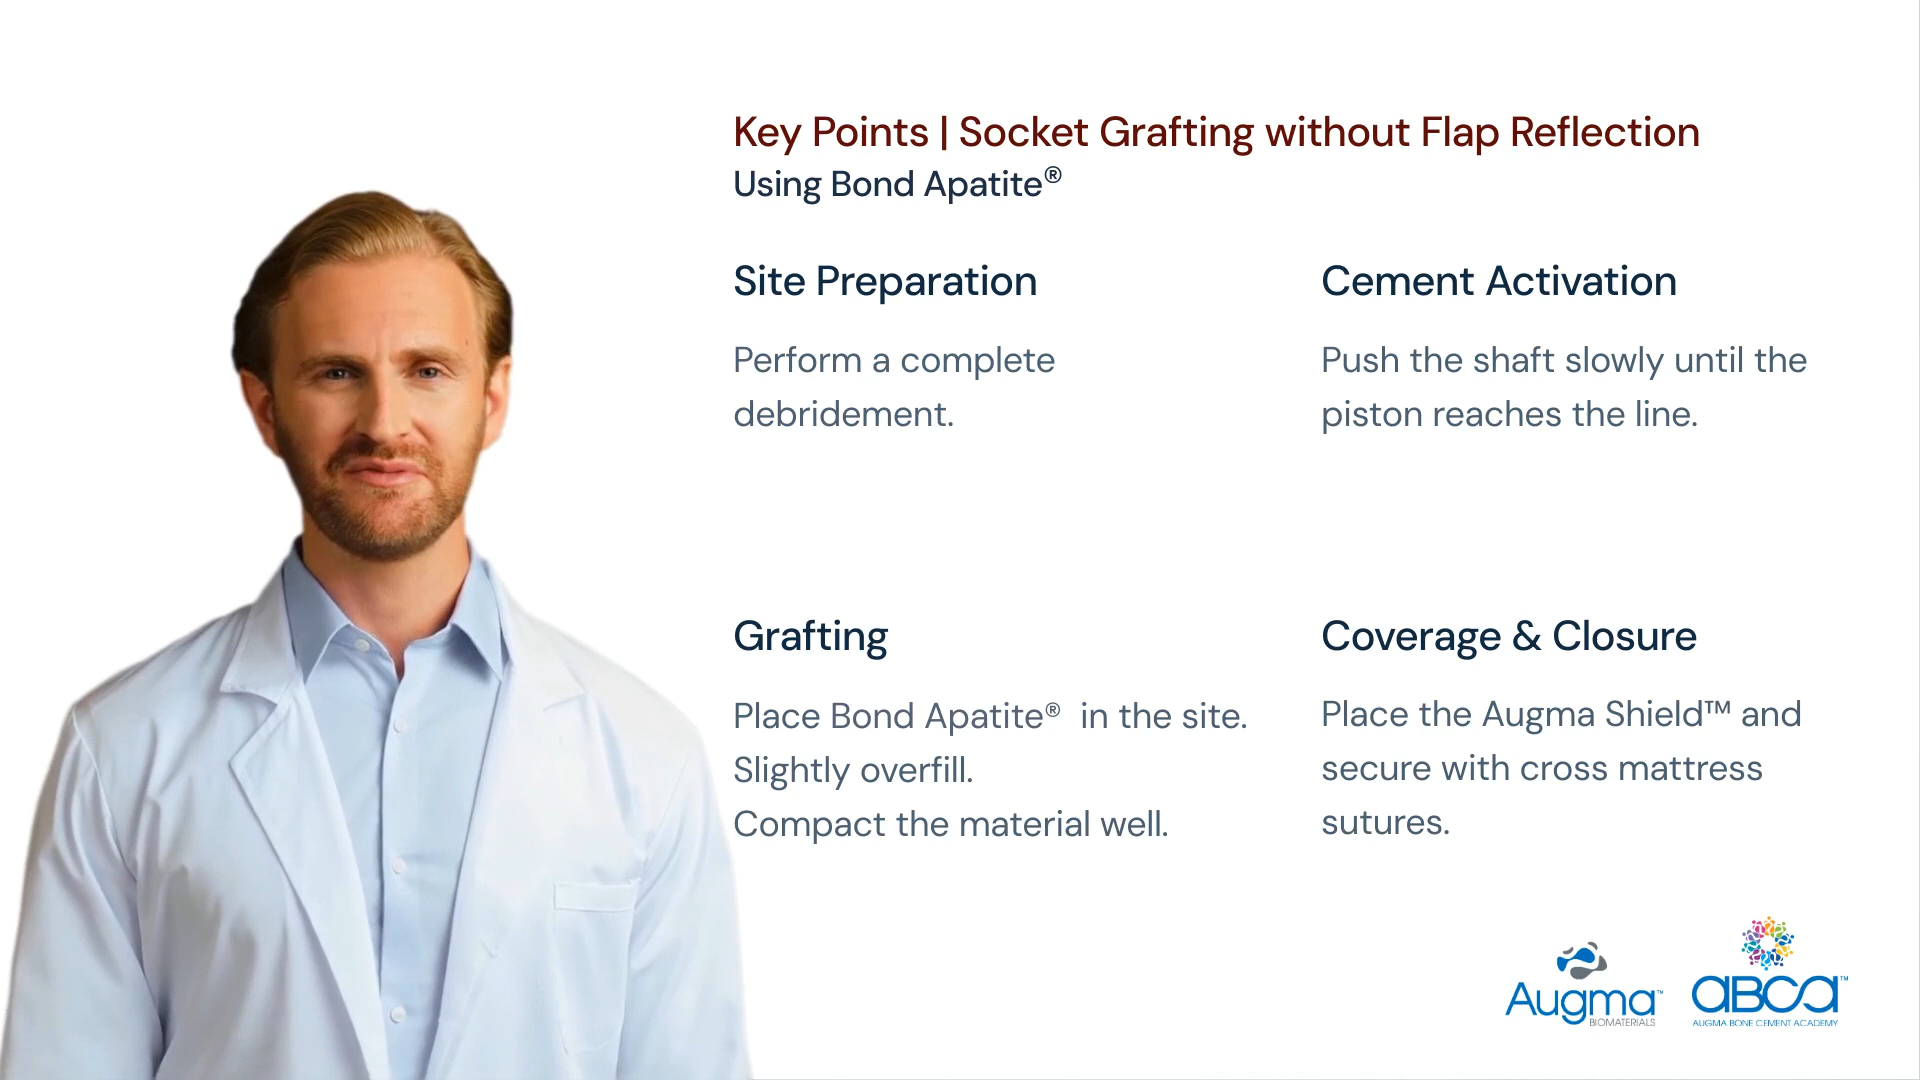 Key Points | Socket Grafting without Flap Reflection
Using Bond Apatite®
Site Preparation
Perform a complete
debridement.
Cement Activation
Push the shaft slowly until the
piston reaches the line.
Grafting
Place Bond Apatite® in the site.
Slightly overfill.
Compact the material well.
Coverage & Closure
Place the Augma Shield™ and
secure with cross mattress
sutures.
Augma™
BIOMATERIALS
ABCA™
AUGMA BONE CEMENT ACADEMY